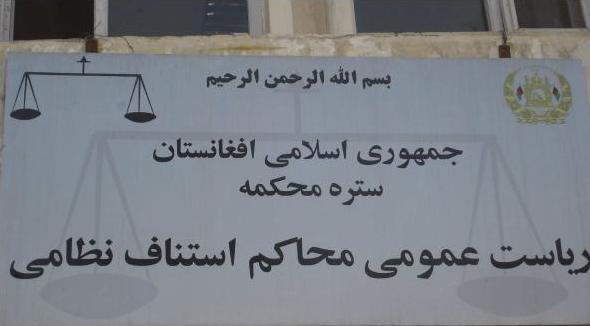 بسم الله الرحمن الرحیم
جمهوری اسلامی افغانستان
ستره محکمه
ریاست عمومی محاکم استناف نظامی